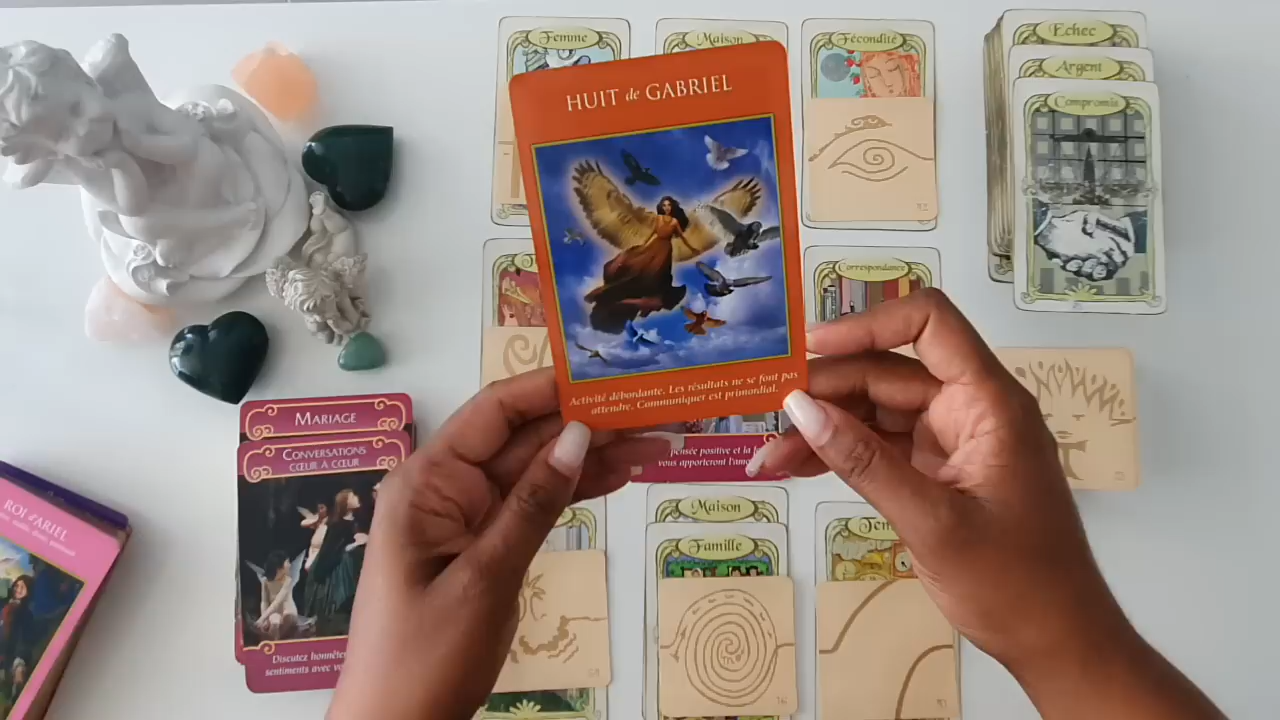 Femme
Maison
Fécondité
Echec
Argent
Compromis
HUIT de GABRIEL
Activité débordante. Les résultats ne se font pas
attendre. Communiquer est primordial.
Correspondance
pensée positive et la
vous apporteront l'amo
MARIAGE
CONVERSATIONS
CŒUR À CŒUR
Discutez honnête
sentiments avec vo
ROI d'ARIEL
Maison
Famille
Tem